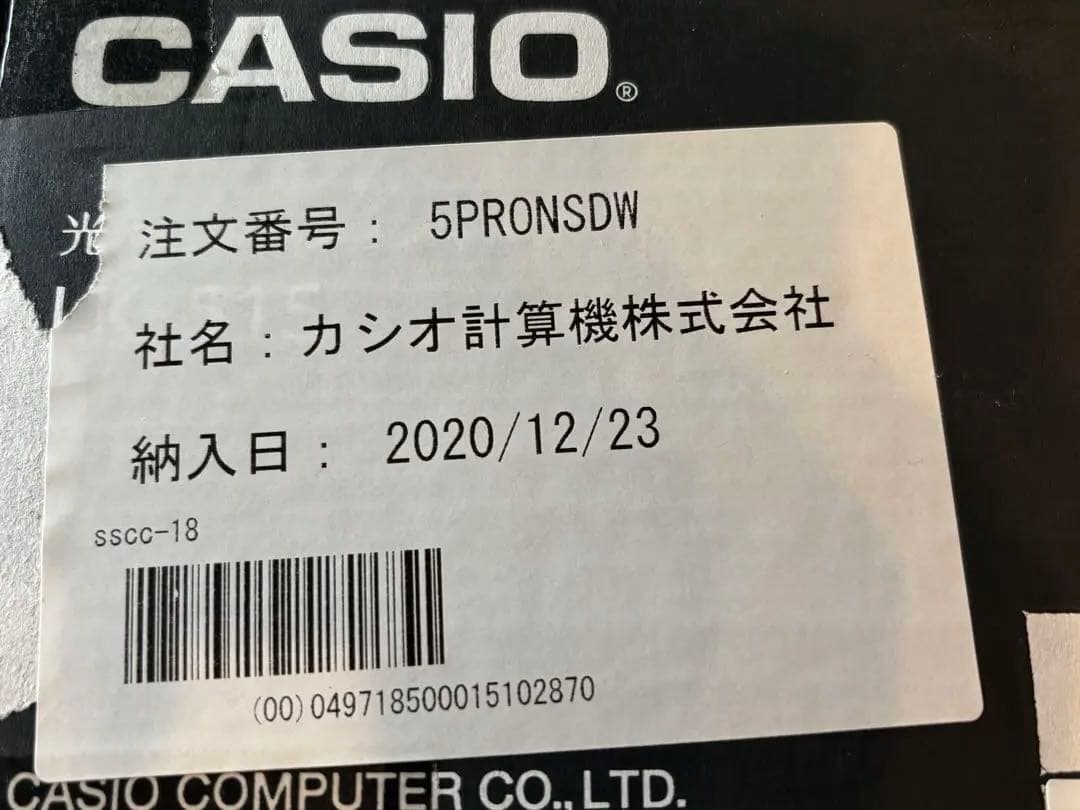 CASIO®
光
注文番号： 5PRONSDW
社名：カシオ計算機株式会社
納入日： 2020/12/23
sscc-18
(00)049718500015102870
CASIO COMPUTER CO., LTD.